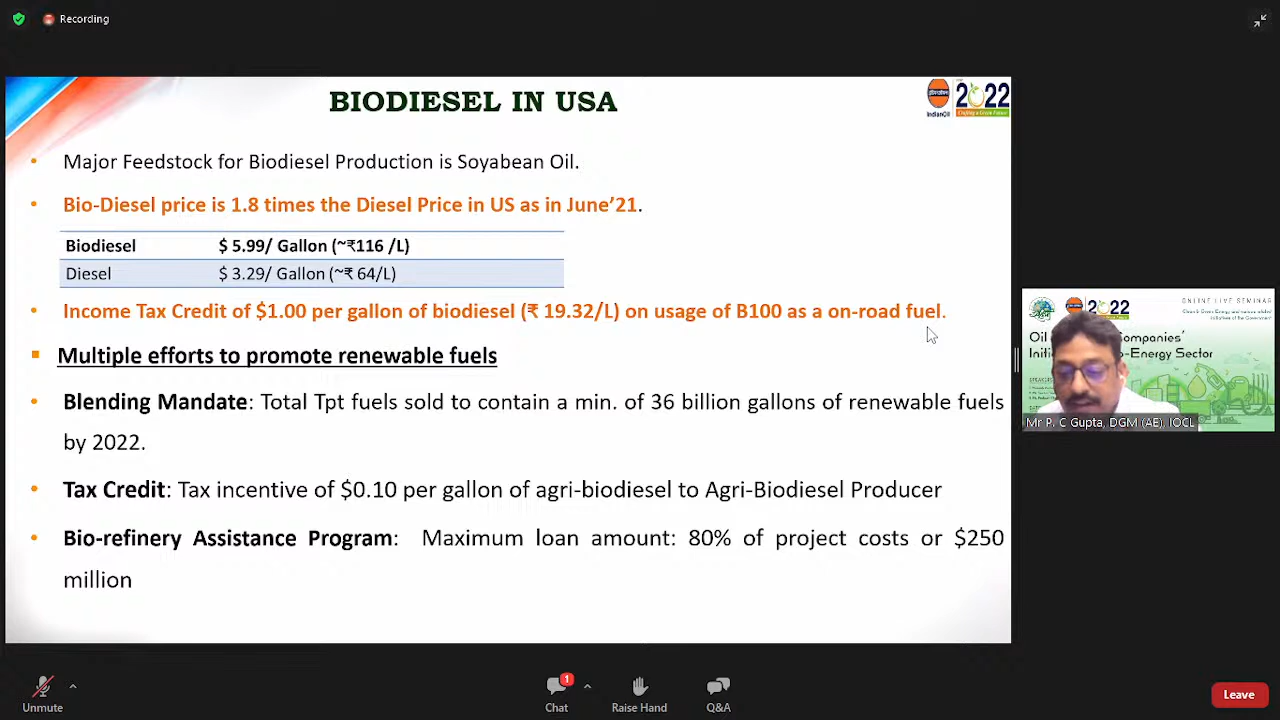 Recording
BIODIESEL IN USA
IndianOil
2022
• Major Feedstock for Biodiesel Production is Soyabean Oil.
• Bio-Diesel price is 1.8 times the Diesel Price in US as in June’21.
Biodiesel $ 5.99/ Gallon (~₹116 /L)
Diesel $ 3.29/ Gallon (~₹ 64/L)
• Income Tax Credit of $1.00 per gallon of biodiesel (₹ 19.32/L) on usage of B100 as a on-road fuel.
▪ Multiple efforts to promote renewable fuels
• Blending Mandate: Total Tpt fuels sold to contain a min. of 36 billion gallons of renewable fuels
by 2022.
• Tax Credit: Tax incentive of $0.10 per gallon of agri-biodiesel to Agri-Biodiesel Producer
• Bio-refinery Assistance Program: Maximum loan amount: 80% of project costs or $250
million
2022
ONLINE LIVE SEMINAR
Oil
Mr P. C Gupta, DGM (AE), IOCL
Unmute
1
Chat
Raise Hand
Q&A
Leave